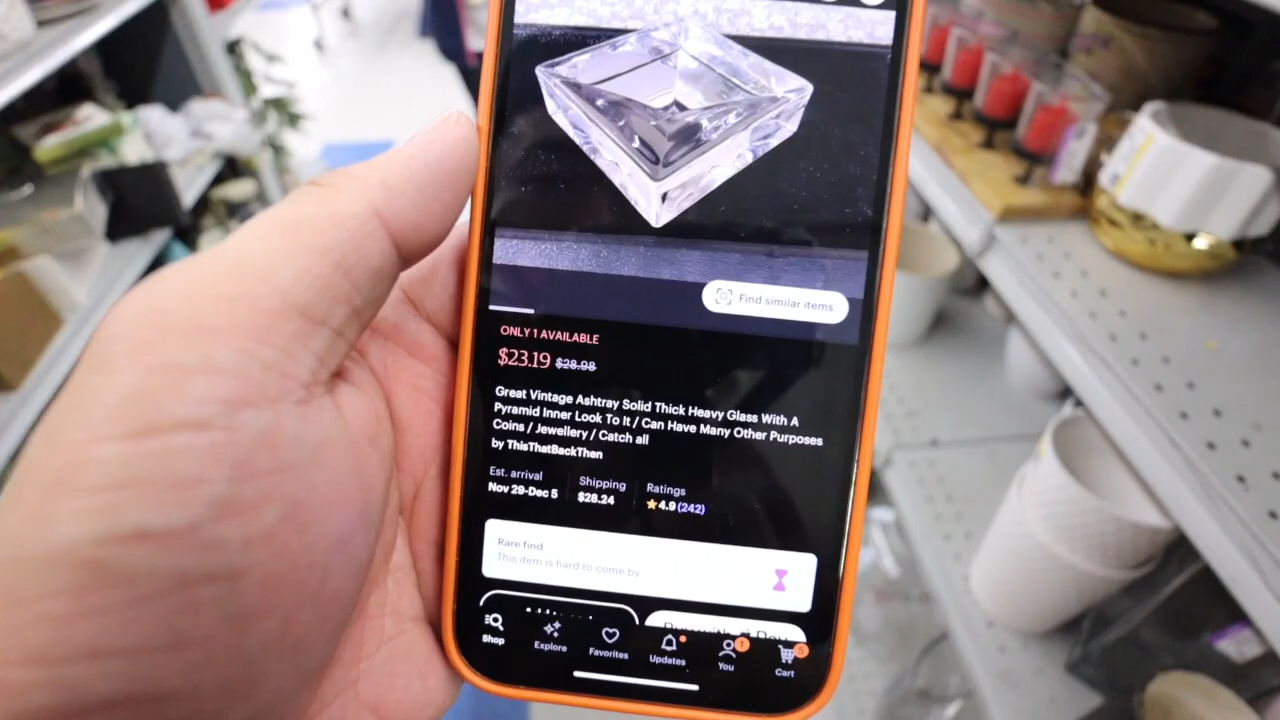 Find similar items
ONLY 1 AVAILABLE
$23.19 $28.98
Great Vintage Ashtray Solid Thick Heavy Glass With A
Pyramid Inner Look To It / Can Have Many Other Purposes
Coins / Jewellery / Catch all
by ThisThatBackThen
Est. arrival
Nov 29-Dec 5
Shipping
$28.24
Ratings
4.9 (242)
Rare find
This item is hard to come by
Shop
Explore
Favorites
Updates
1
You
5
Cart